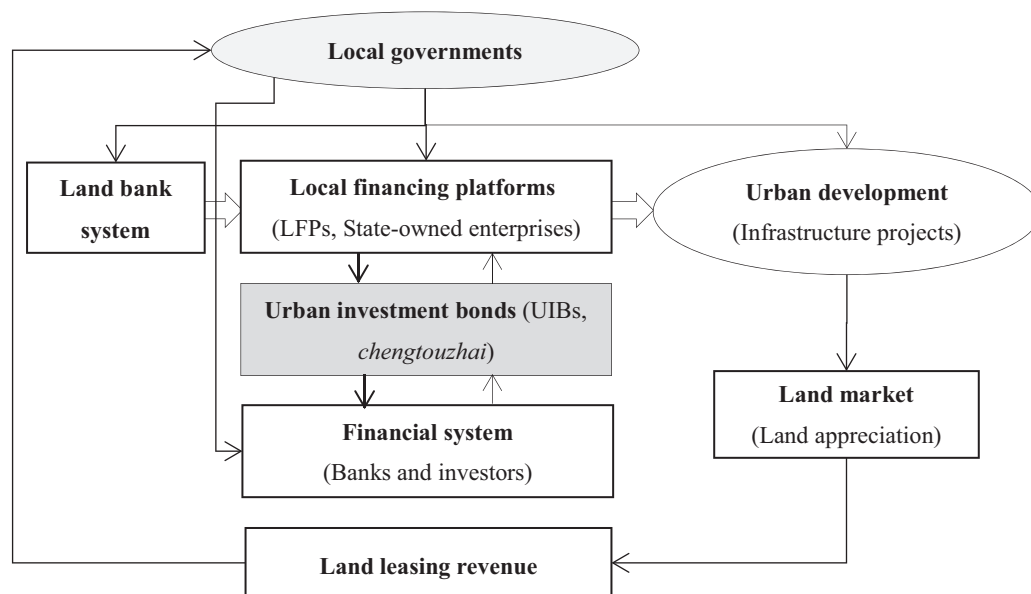 Local governments
Land bank
system
Local financing platforms
(LFPs, State-owned enterprises)
Urban development
(Infrastructure projects)
Urban investment bonds (UIBs,
chengtouzhai)
Financial system
(Banks and investors)
Land market
(Land appreciation)
Land leasing revenue